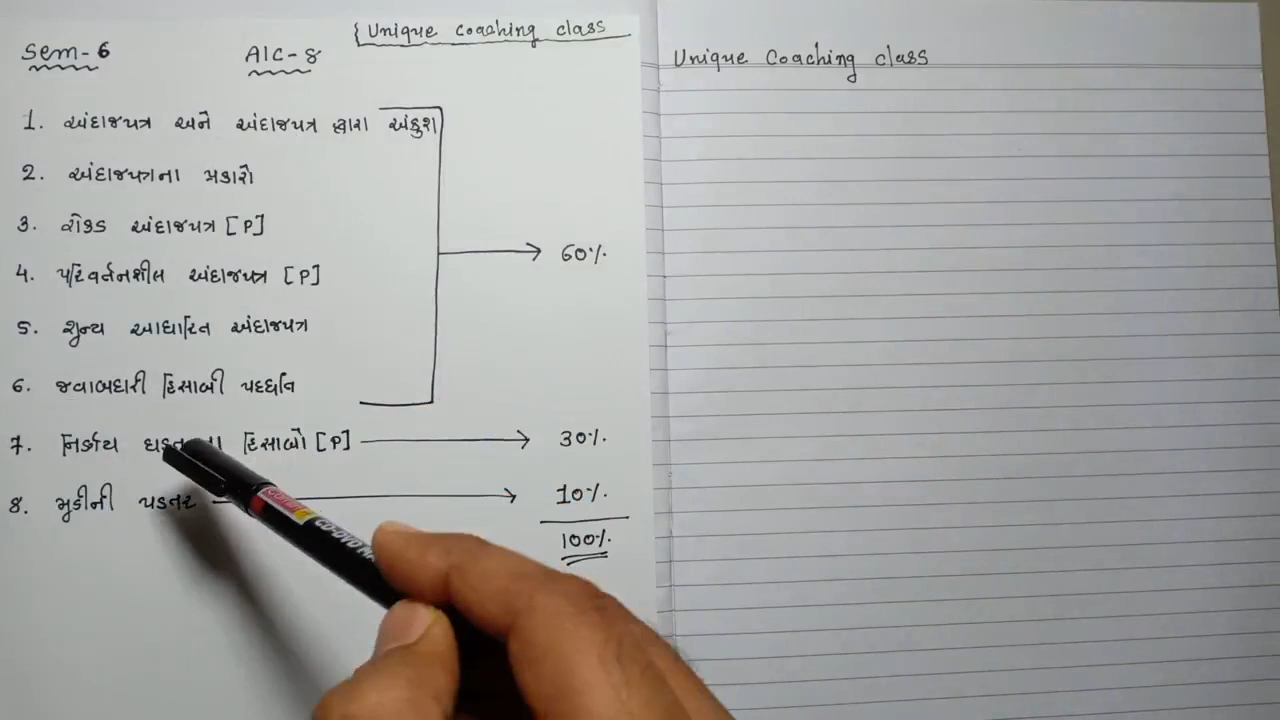 {Unique coaching class
Sem-6 A/C-8
1. અંદાજપત્ર અને અંદાજપત્ર દ્વારા અંકુશ
2. અંદાજપત્રના પ્રકારો
3. રોકડ અંદાજપત્ર [P]
4. પરિવર્તનશીલ અંદાજપત્ર [P]
5. શૂન્ય આધારિત અંદાજપત્ર
6. જવાબદારી હિસાબી પદ્ધતિ
60%
7. નિર્ણય હિસાબો [P] 30%
8. મૂડીની પડતર 10%
100%
Unique Coaching class